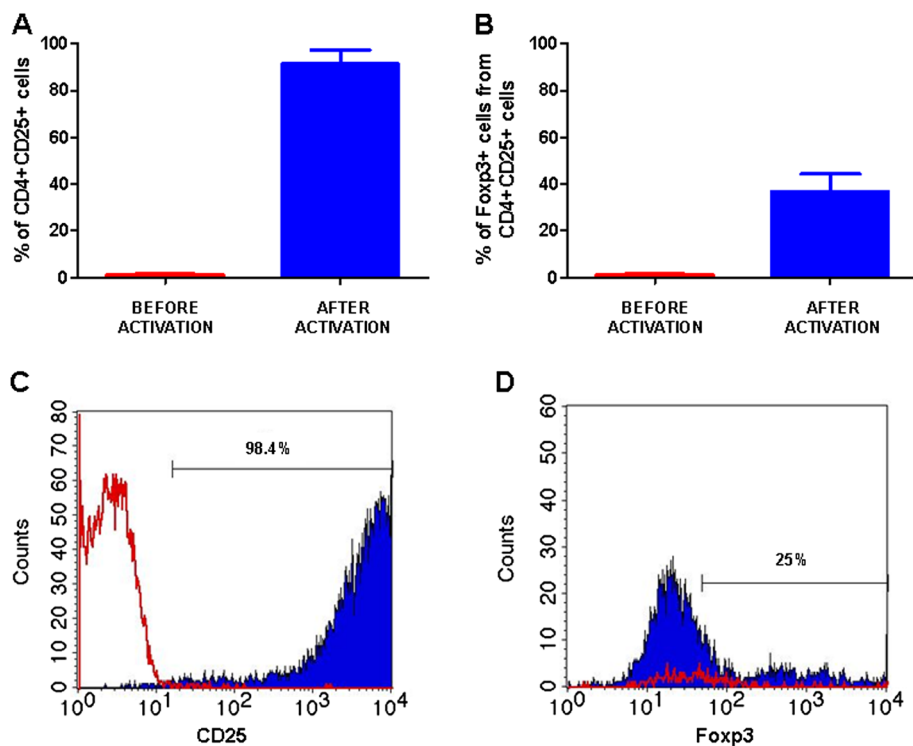 A
% of CD4+CD25+ cells
100
80
60
40
20
0
BEFORE
ACTIVATION
AFTER
ACTIVATION
B
% of Foxp3+ cells from
CD4+CD25+ cells
100
80
60
40
20
0
BEFORE
ACTIVATION
AFTER
ACTIVATION
C
Counts
80
70
60
50
40
30
20
10
0
98.4%
10⁰ 10¹ 10² 10³ 10⁴
CD25
D
Counts
60
50
40
30
20
10
0
25%
10⁰ 10¹ 10² 10³ 10⁴
Foxp3